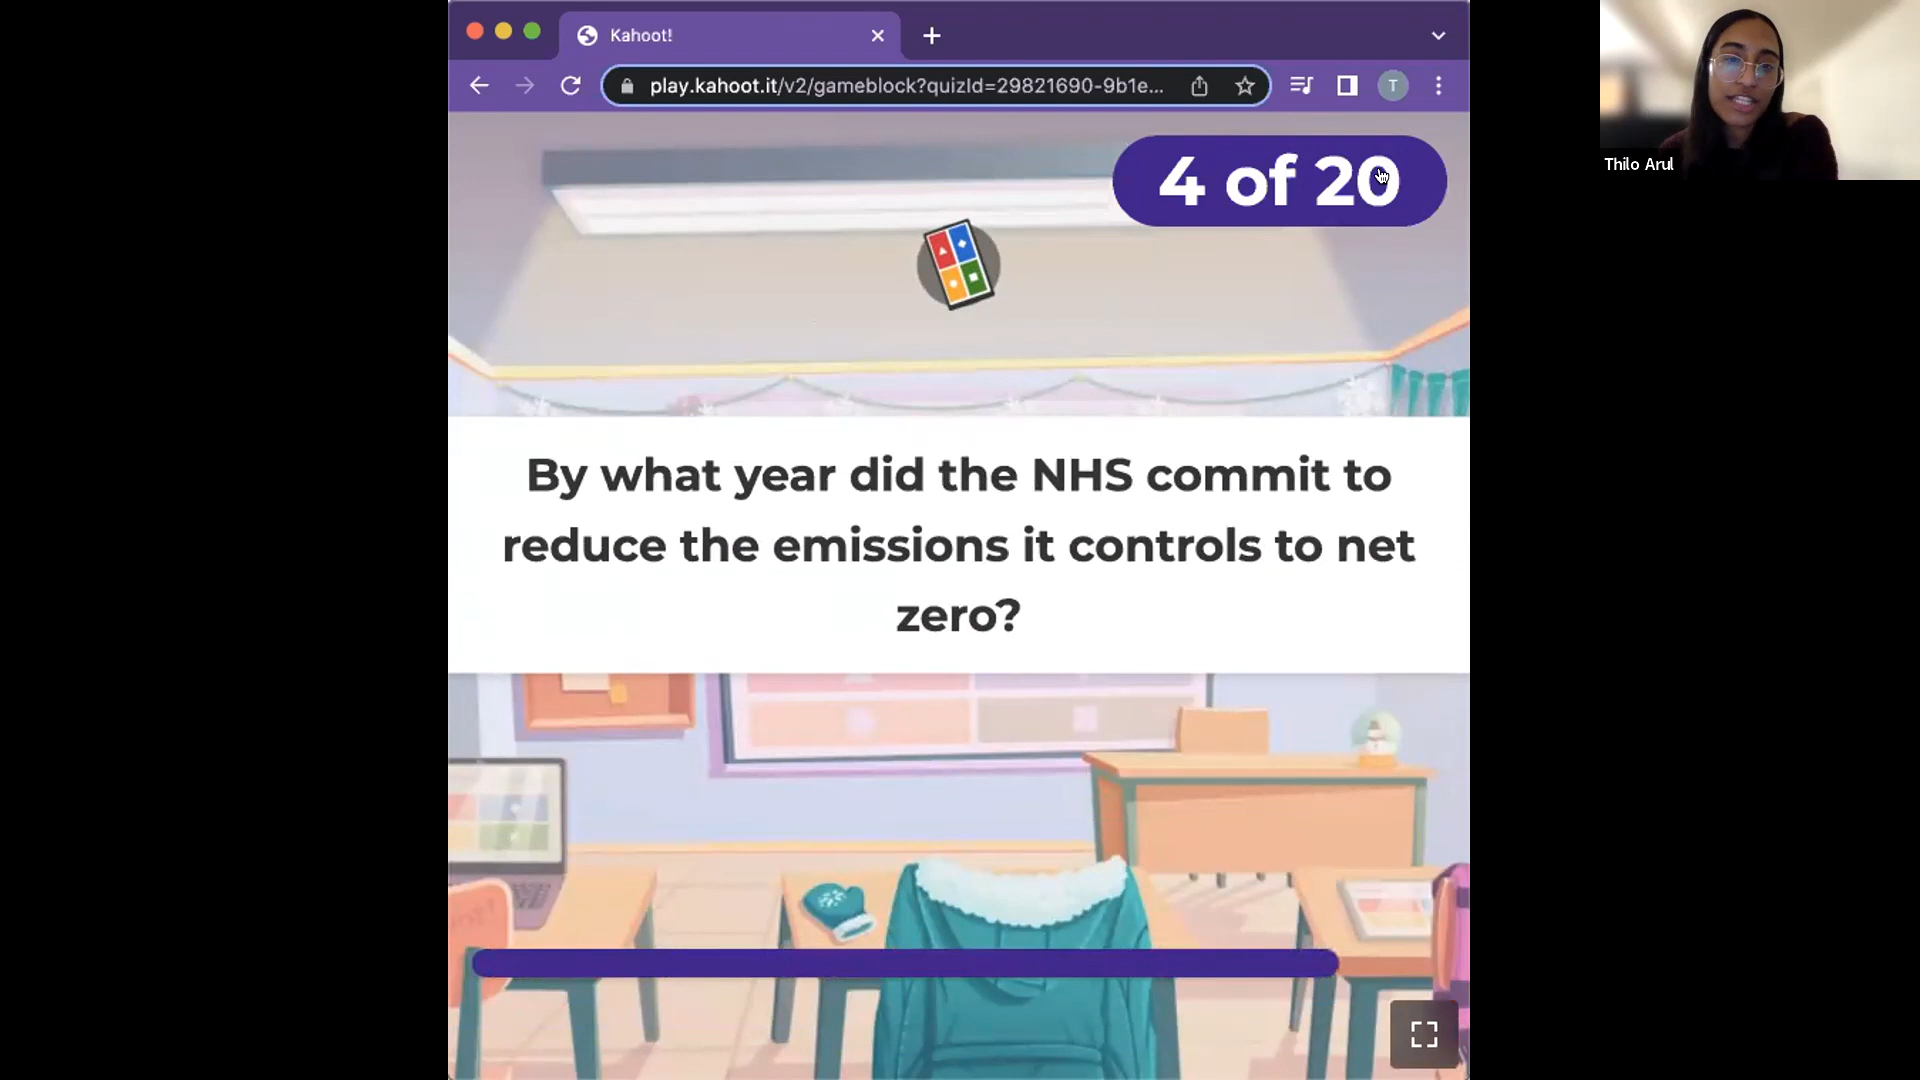 Kahoot!
play.kahoot.it/v2/gameblock?quizId=29821690-9b1e...
T
4 of 20
Thilo Arul
By what year did the NHS commit to
reduce the emissions it controls to net
zero?